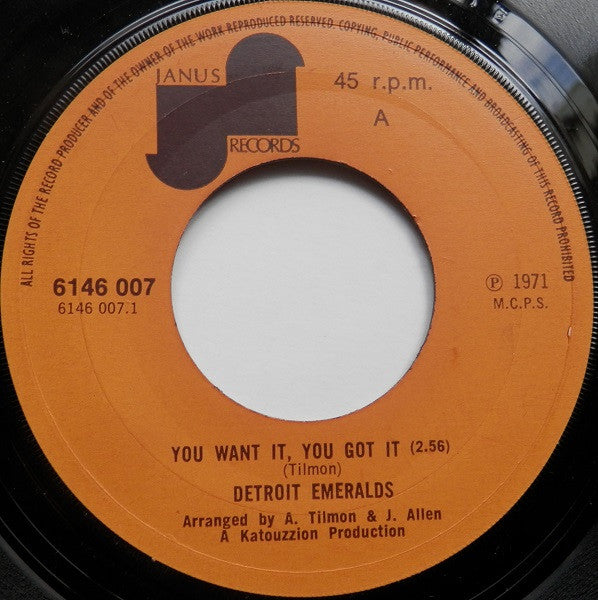 ALL RIGHTS OF THE RECORD PRODUCER AND OF THE OWNER OF THE WORK REPRODUCED RESERVED. COPYING, PUBLIC PERFORMANCE AND BROADCASTING OF THIS RECORD PROHIBITED
JANUS
RECORDS
45 r.p.m.
A
6146 007
6146 007.1
℗ 1971
M.C.P.S.
YOU WANT IT, YOU GOT IT (2.56)
(Tilmon)
DETROIT EMERALDS
Arranged by A. Tilmon & J. Allen
A Katouzzion Production